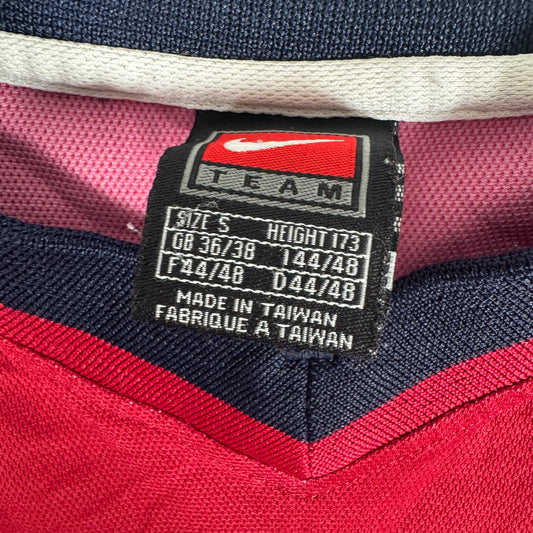 TEAM
SIZE S HEIGHT 173
GB 36/38 I 44/48
F 44/48 D 44/48
MADE IN TAIWAN
FABRIQUE A TAIWAN